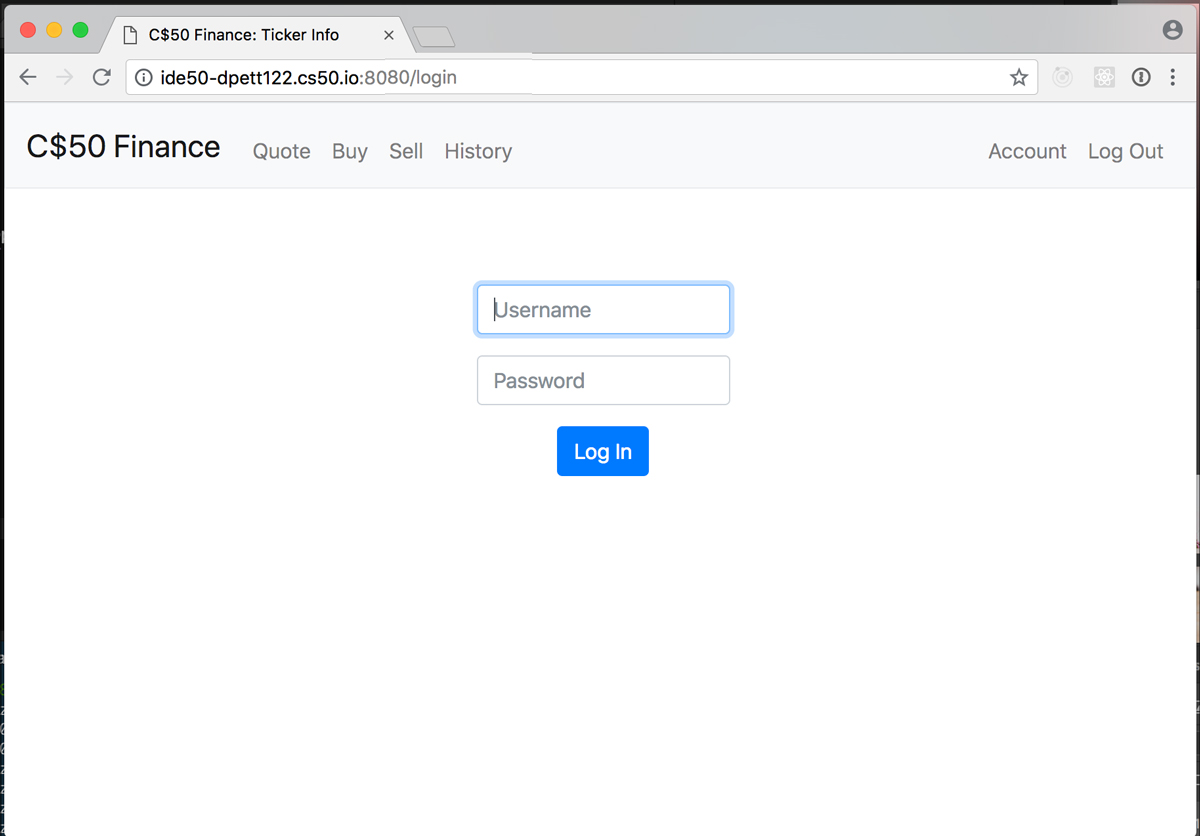 C$50 Finance: Ticker Info
ide50-dpett122.cs50.io:8080/login
C$50 Finance Quote Buy Sell History Account Log Out
Username
Password
Log In